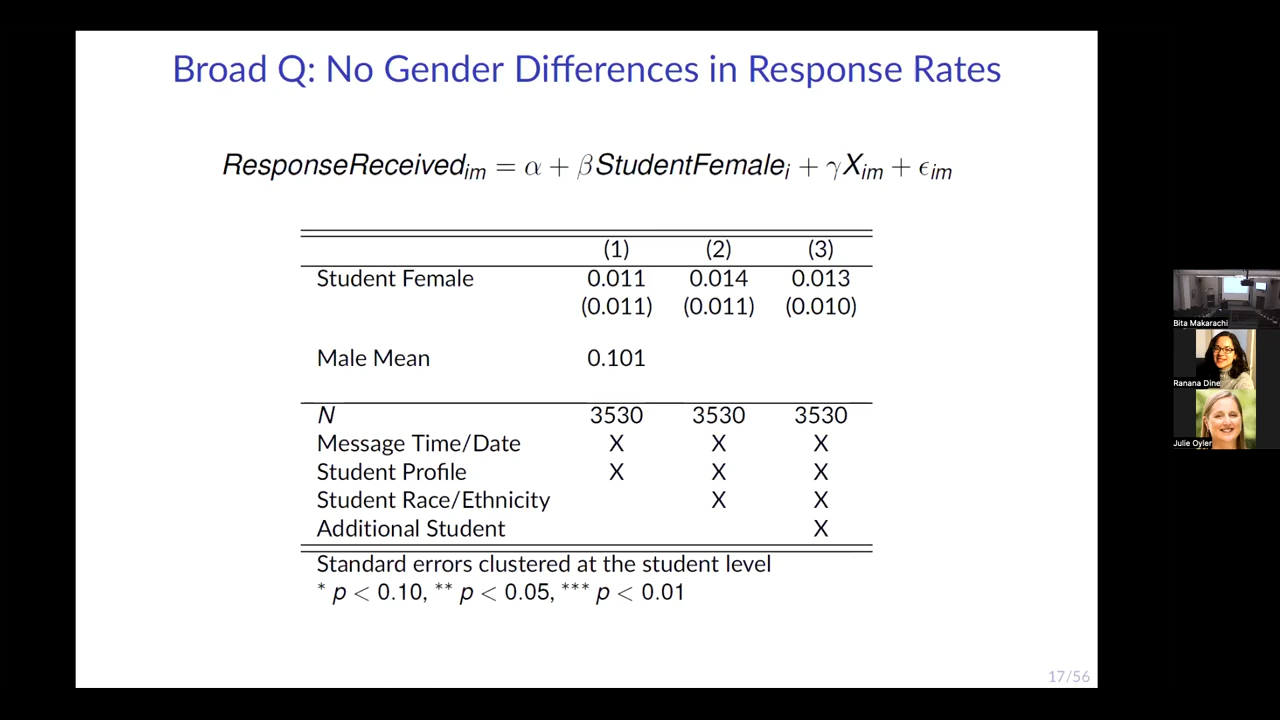 Broad Q: No Gender Differences in Response Rates
ResponseReceived_im = α + βStudentFemale_i + γX_im + ϵ_im
(1) (2) (3)
Student Female 0.011 0.014 0.013
(0.011) (0.011) (0.010)
Male Mean 0.101
N 3530 3530 3530
Message Time/Date X X X
Student Profile X X X
Student Race/Ethnicity X X
Additional Student X
Standard errors clustered at the student level
* p < 0.10, ** p < 0.05, *** p < 0.01
17/56
Bita Makarachi
Ranana Dine
Julie Oyler